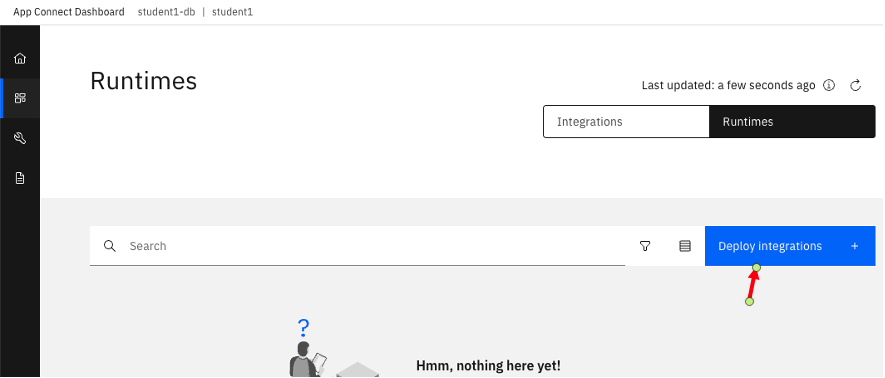 App Connect Dashboard student1-db | student1
Runtimes
Last updated: a few seconds ago
Integrations
Runtimes
Search
Deploy integrations +
?
Hmm, nothing here yet!